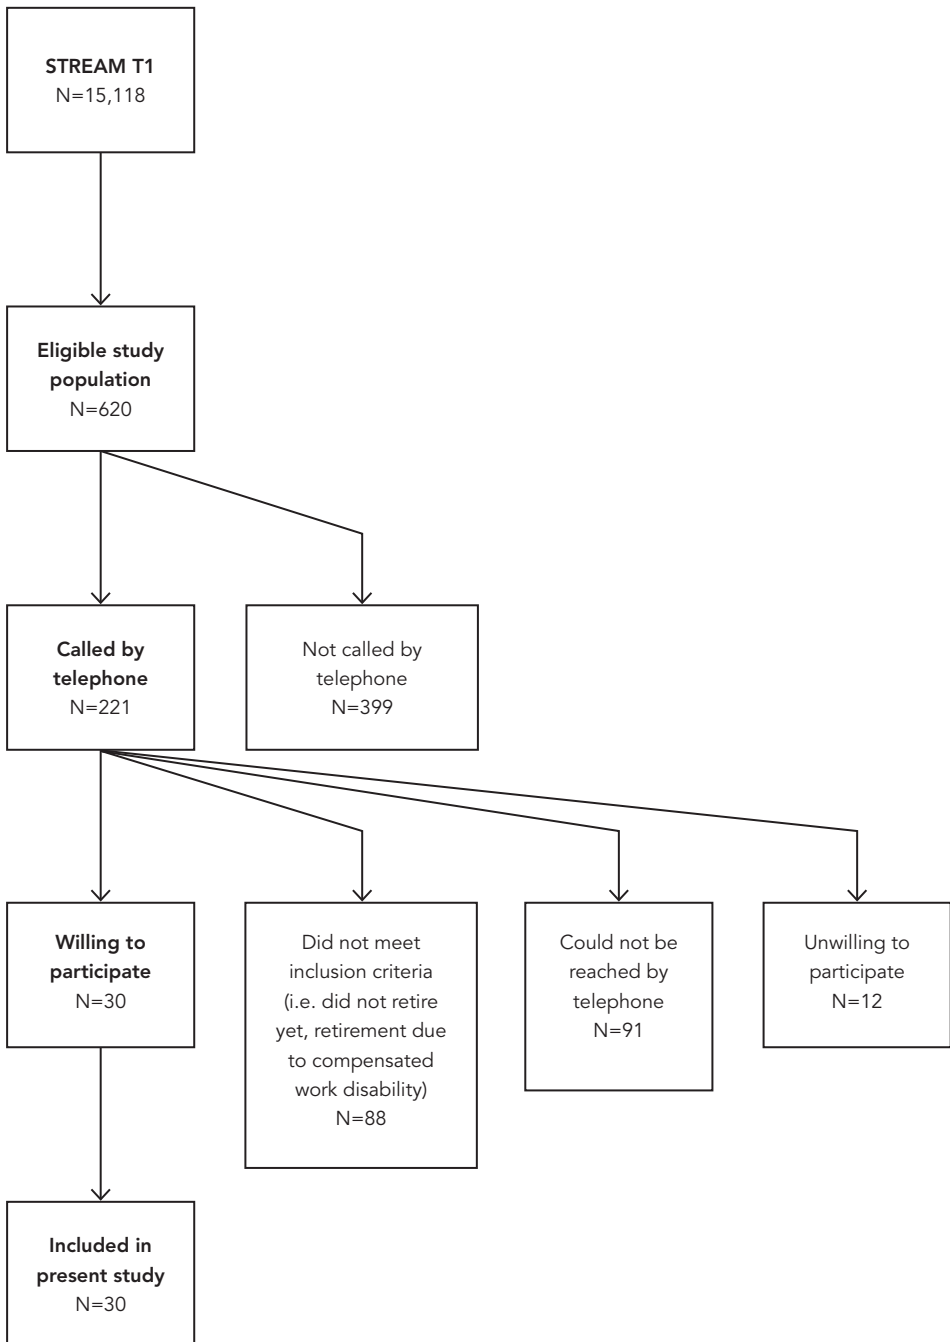 STREAM T1
N=15,118
Eligible study
population
N=620
Called by
telephone
N=221
Not called by
telephone
N=399
Willing to
participate
N=30
Did not meet
inclusion criteria
(i.e. did not retire
yet, retirement due
to compensated
work disability)
N=88
Could not be
reached by
telephone
N=91
Unwilling to
participate
N=12
Included in
present study
N=30